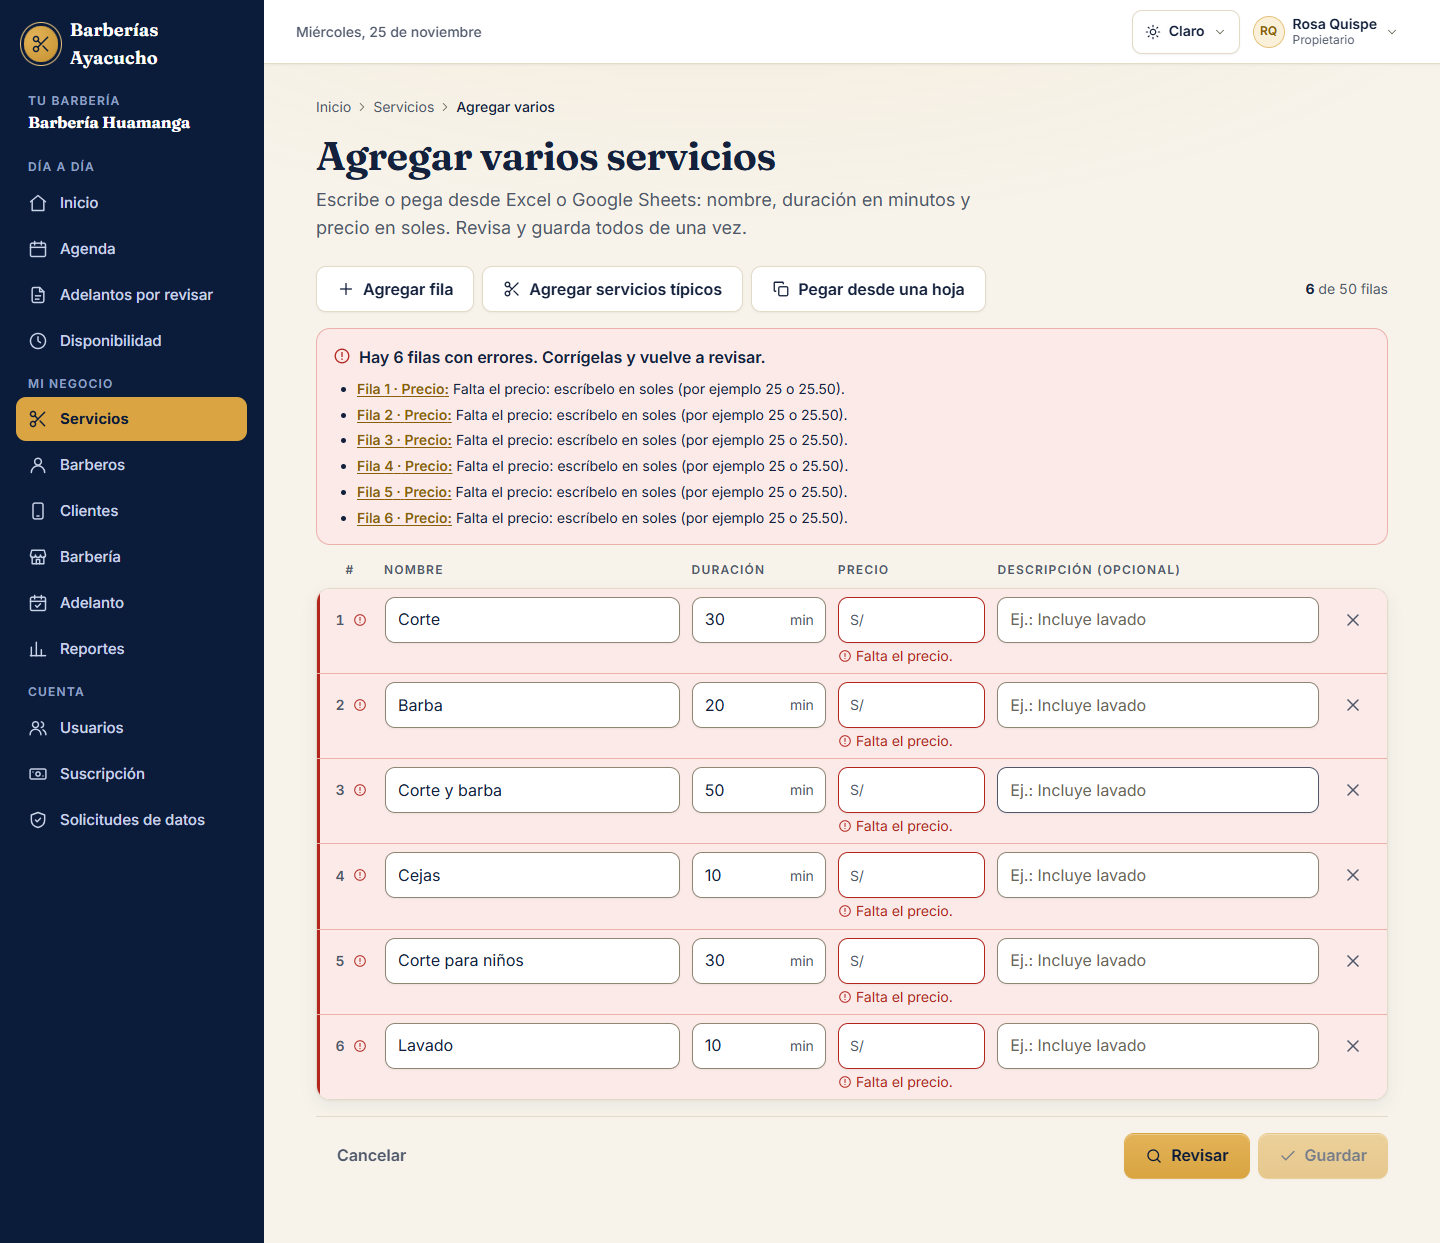 Barberías
Ayacucho
TU BARBERÍA
Barbería Huamanga
DÍA A DÍA
Inicio
Agenda
Adelantos por revisar
Disponibilidad
MI NEGOCIO
Servicios
Barberos
Clientes
Barbería
Adelanto
Reportes
CUENTA
Usuarios
Suscripción
Solicitudes de datos
Miércoles, 25 de noviembre
Claro
RQ
Rosa Quispe
Propietario
Inicio > Servicios > Agregar varios
Agregar varios servicios
Escribe o pega desde Excel o Google Sheets: nombre, duración en minutos y
precio en soles. Revisa y guarda todos de una vez.
Agregar fila
Agregar servicios típicos
Pegar desde una hoja
6 de 50 filas
Hay 6 filas con errores. Corrígelas y vuelve a revisar.
• Fila 1 · Precio: Falta el precio: escríbelo en soles (por ejemplo 25 o 25.50).
• Fila 2 · Precio: Falta el precio: escríbelo en soles (por ejemplo 25 o 25.50).
• Fila 3 · Precio: Falta el precio: escríbelo en soles (por ejemplo 25 o 25.50).
• Fila 4 · Precio: Falta el precio: escríbelo en soles (por ejemplo 25 o 25.50).
• Fila 5 · Precio: Falta el precio: escríbelo en soles (por ejemplo 25 o 25.50).
• Fila 6 · Precio: Falta el precio: escríbelo en soles (por ejemplo 25 o 25.50).
# NOMBRE DURACIÓN PRECIO DESCRIPCIÓN (OPCIONAL)
1 Corte 30 min S/ Ej.: Incluye lavado
Falta el precio.
2 Barba 20 min S/ Ej.: Incluye lavado
Falta el precio.
3 Corte y barba 50 min S/ Ej.: Incluye lavado
Falta el precio.
4 Cejas 10 min S/ Ej.: Incluye lavado
Falta el precio.
5 Corte para niños 30 min S/ Ej.: Incluye lavado
Falta el precio.
6 Lavado 10 min S/ Ej.: Incluye lavado
Falta el precio.
Cancelar
Revisar
Guardar